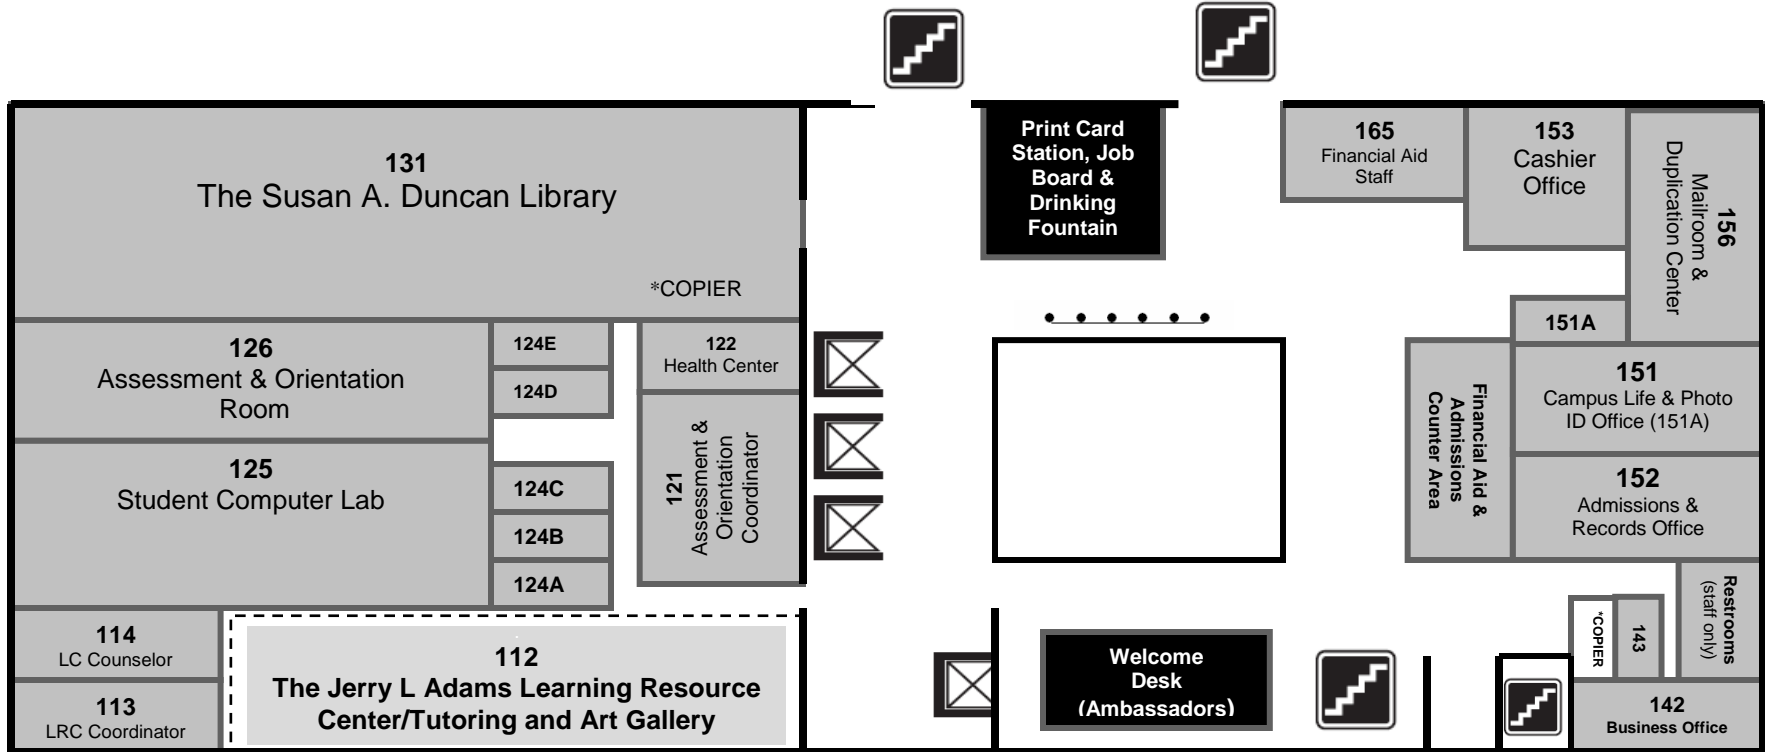 131
The Susan A. Duncan Library
*COPIER
126
Assessment & Orientation
Room
124E
124D
122
Health Center
125
Student Computer Lab
124C
124B
124A
121
Assessment &
Orientation
Coordinator
114
LC Counselor
113
LRC Coordinator
112
The Jerry L Adams Learning Resource
Center/Tutoring and Art Gallery
Print Card
Station, Job
Board &
Drinking
Fountain
Welcome
Desk
(Ambassadors)
165
Financial Aid
Staff
153
Cashier
Office
156
Mailroom &
Duplication Center
151A
151
Campus Life & Photo
ID Office (151A)
Financial Aid &
Admissions
Counter Area
152
Admissions &
Records Office
Restrooms
(staff only)
*COPIER
143
142
Business Office